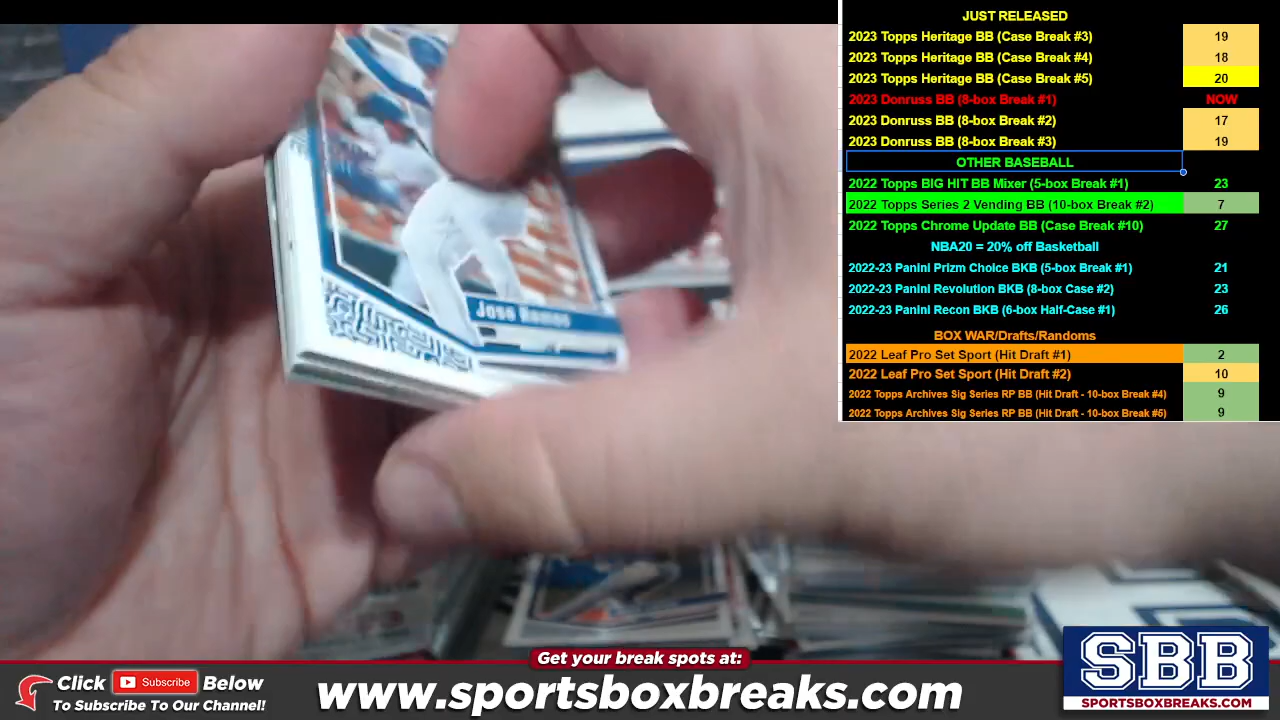 JUST RELEASED
2023 Topps Heritage BB (Case Break #3) 19
2023 Topps Heritage BB (Case Break #4) 18
2023 Topps Heritage BB (Case Break #5) 20
2023 Donruss BB (8-box Break #1) NOW
2023 Donruss BB (8-box Break #2) 17
2023 Donruss BB (8-box Break #3) 19
OTHER BASEBALL
2022 Topps BIG HIT BB Mixer (5-box Break #1) 23
2022 Topps Series 2 Vending BB (10-box Break #2) 7
2022 Topps Chrome Update BB (Case Break #10) 27
NBA20 = 20% off Basketball
2022-23 Panini Prizm Choice BKB (5-box Break #1) 21
2022-23 Panini Revolution BKB (8-box Case #2) 23
2022-23 Panini Recon BKB (6-box Half-Case #1) 26
BOX WAR/Drafts/Randoms
2022 Leaf Pro Set Sport (Hit Draft #1) 2
2022 Leaf Pro Set Sport (Hit Draft #2) 10
2022 Topps Archives Sig Series RP BB (Hit Draft - 10-box Break #4) 9
2022 Topps Archives Sig Series RP BB (Hit Draft - 10-box Break #5) 9
Jose Ramos
Get your break spots at:
Click Subscribe Below
To Subscribe To Our Channel!
www.sportsboxbreaks.com
SBB
SPORTSBOXBREAKS.COM